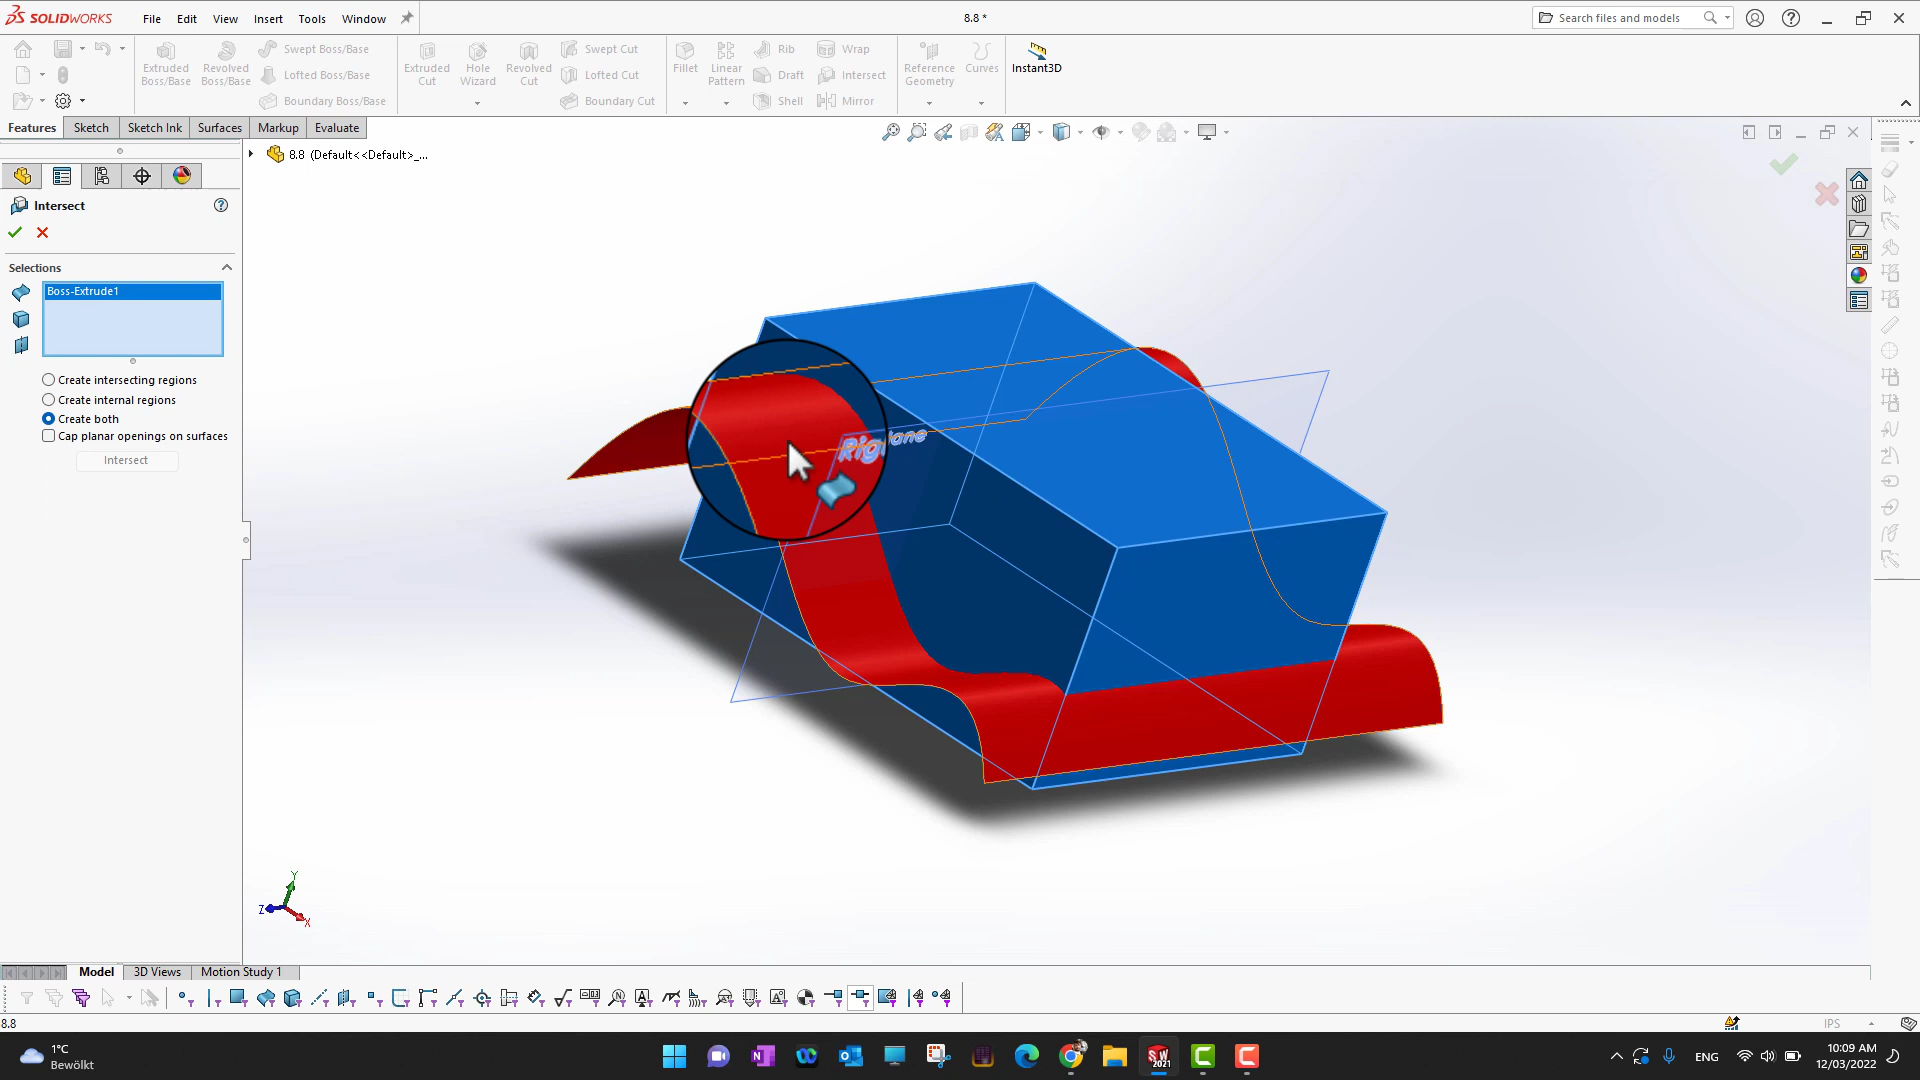 SOLIDWORKS File Edit View Insert Tools Window 8.8 * Search files and models
Extruded Boss/Base
Revolved Boss/Base
Swept Boss/Base
Lofted Boss/Base
Boundary Boss/Base
Extruded Cut
Hole Wizard
Revolved Cut
Swept Cut
Lofted Cut
Boundary Cut
Fillet
Linear Pattern
Rib
Draft
Shell
Wrap
Intersect
Mirror
Reference Geometry
Curves
Instant3D
Features Sketch Sketch Ink Surfaces Markup Evaluate
8.8 (Default<<Default>_...
Intersect
Selections
Boss-Extrude1
Create intersecting regions
Create internal regions
Create both
Cap planar openings on surfaces
Intersect
Y
Z
X
Model 3D Views Motion Study 1
8.8 IPS
1°C
Bewölkt
SW
2021
ENG
10:09 AM
12/03/2022